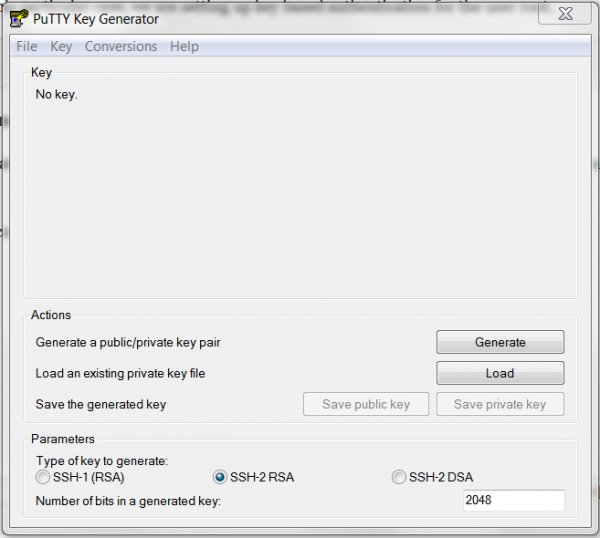 PuTTY Key Generator
File Key Conversions Help
Key
No key.
Actions
Generate a public/private key pair
Generate
Load an existing private key file
Load
Save the generated key
Save public key
Save private key
Parameters
Type of key to generate:
SSH-1 (RSA)
SSH-2 RSA
SSH-2 DSA
Number of bits in a generated key:
2048